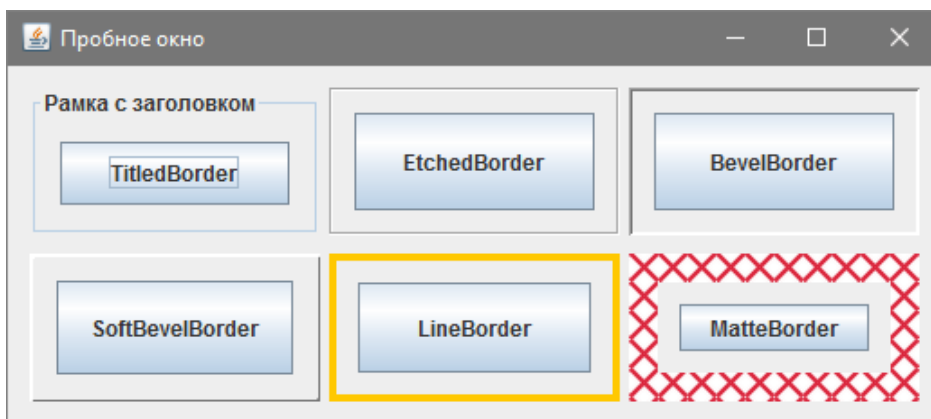 Пробное окно
Рамка с заголовком
TitledBorder
EtchedBorder
BevelBorder
SoftBevelBorder
LineBorder
MatteBorder